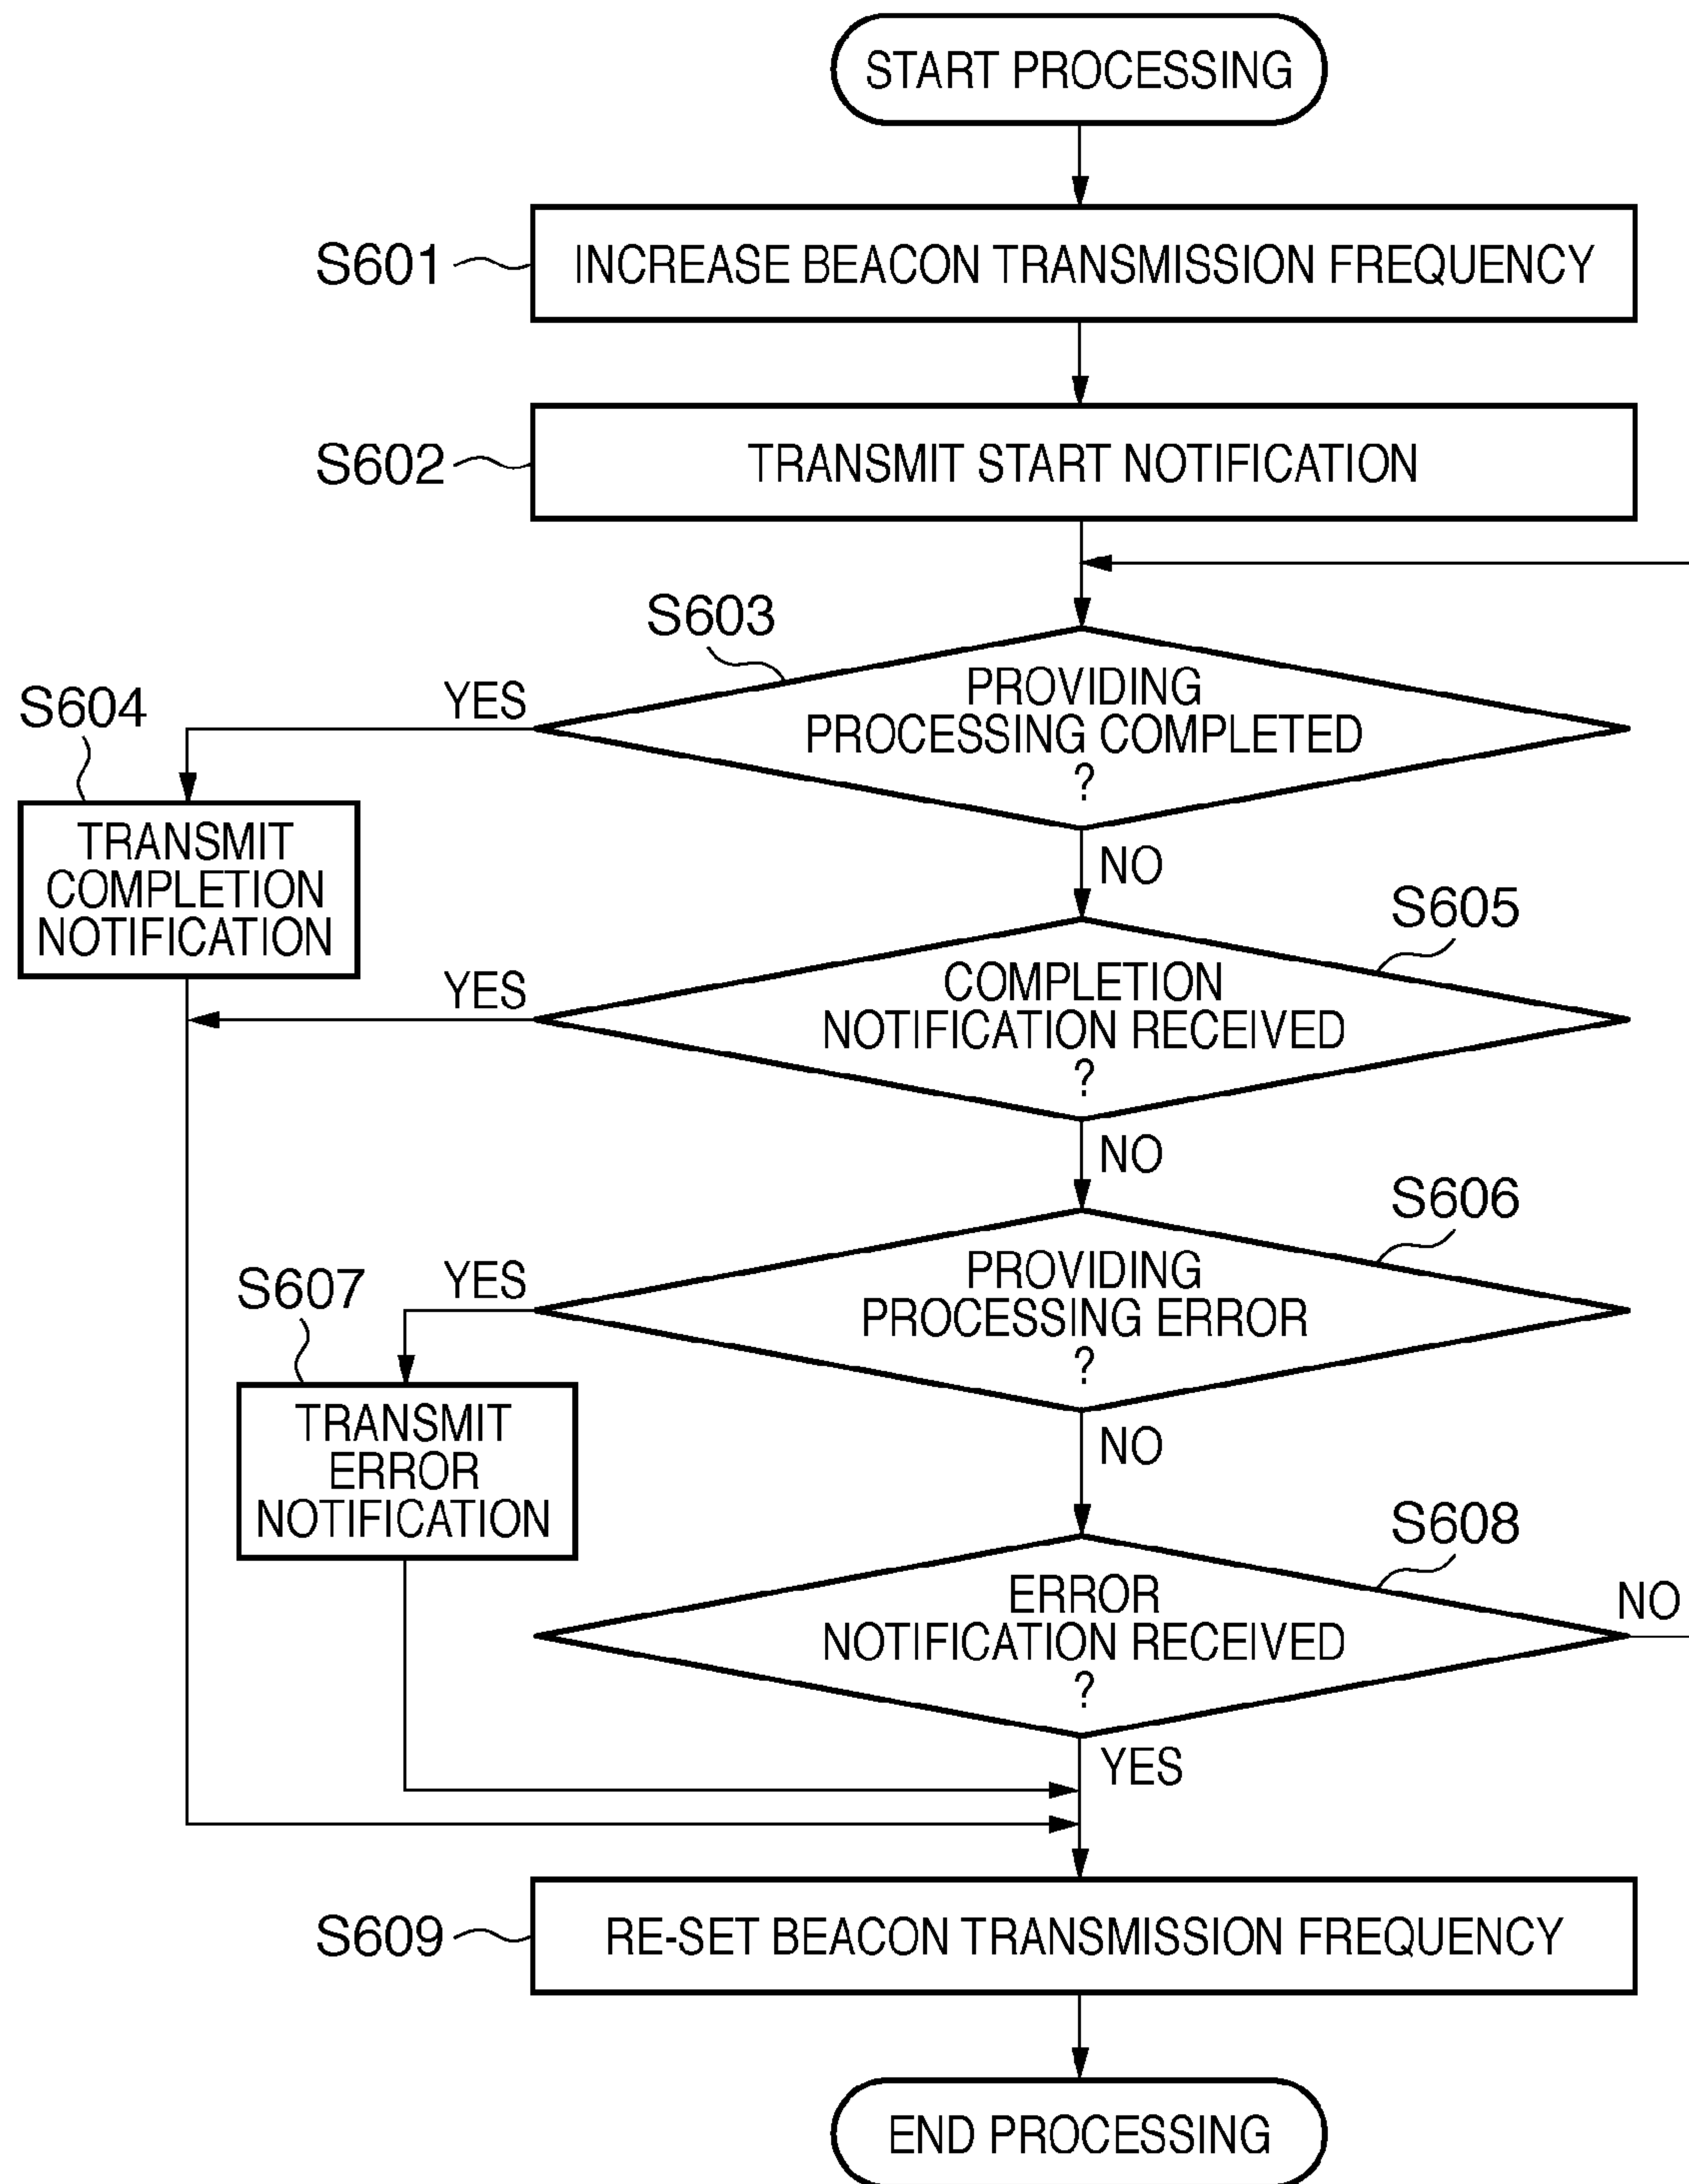 START PROCESSING
S601
INCREASE BEACON TRANSMISSION FREQUENCY
S602
TRANSMIT START NOTIFICATION
S603
PROVIDING
PROCESSING COMPLETED
?
YES
NO
S604
TRANSMIT
COMPLETION
NOTIFICATION
S605
COMPLETION
NOTIFICATION RECEIVED
?
YES
NO
S606
PROVIDING
PROCESSING ERROR
?
YES
NO
S607
TRANSMIT
ERROR
NOTIFICATION
S608
ERROR
NOTIFICATION RECEIVED
?
NO
YES
S609
RE-SET BEACON TRANSMISSION FREQUENCY
END PROCESSING